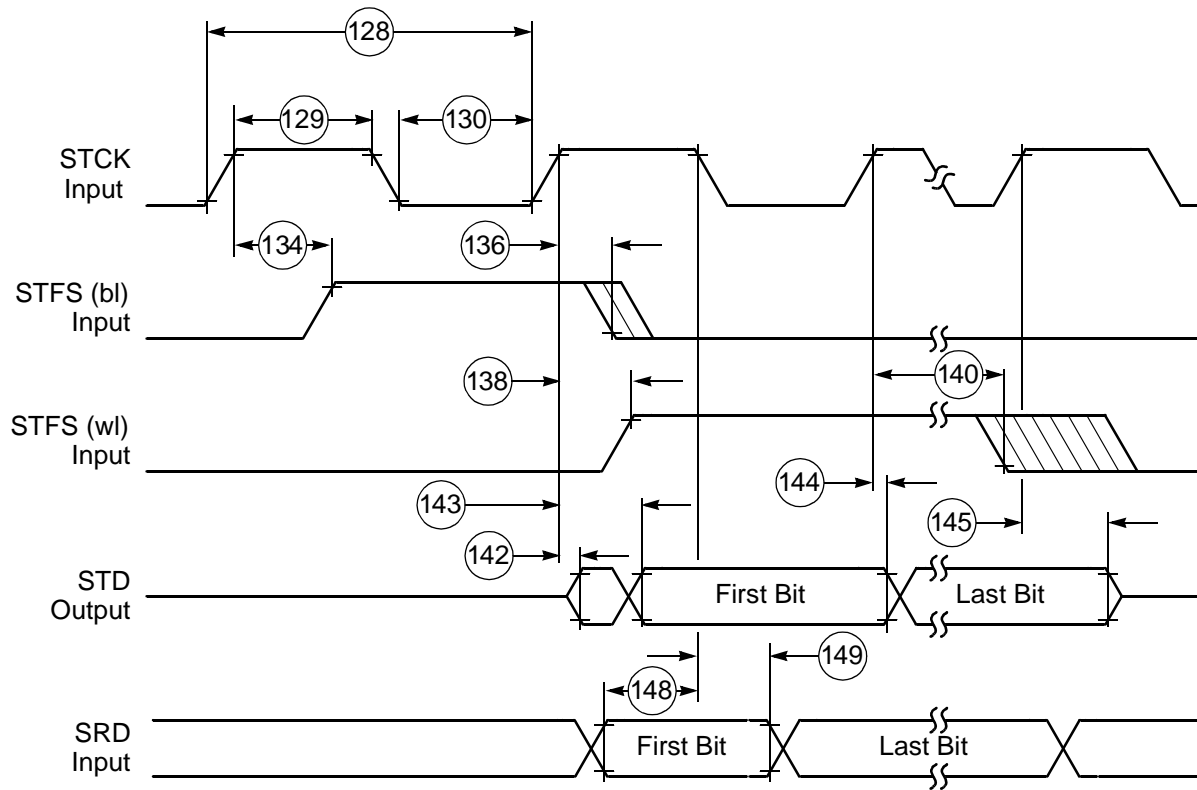 128
129
130
STCK
Input
134
136
STFS (bl)
Input
138
140
STFS (wl)
Input
144
143
145
142
STD
Output
First Bit
Last Bit
149
148
SRD
Input
First Bit
Last Bit